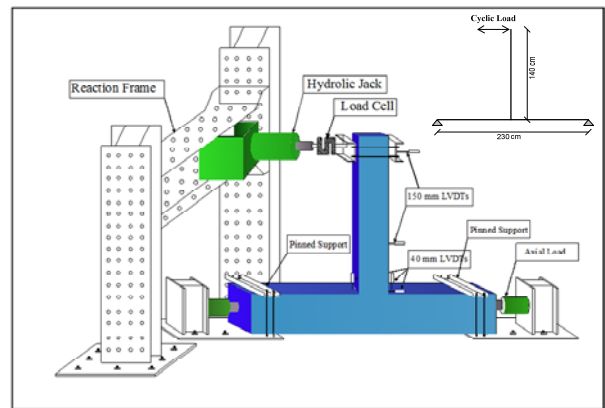 Cyclic Load
140 cm
230 cm
Reaction Frame
Hydrolic Jack
Load Cell
150 mm LVDTs
Pinned Support
Pinned Support
Axial Load
40 mm LVDTs